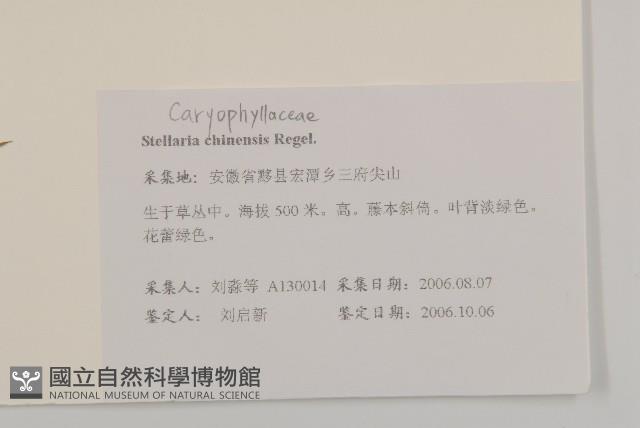 Caryophyllaceae
Stellaria chinensis Regel.
采集地：安徽省黟县宏潭乡三府尖山
生于草丛中。海拔 500 米。高。藤本斜倚。叶背淡绿色。
花蕾绿色。
采集人：刘淼等 A130014 采集日期：2006.08.07
鉴定人： 刘启新 鉴定日期：2006.10.06
國立自然科學博物館
NATIONAL MUSEUM OF NATURAL SCIENCE